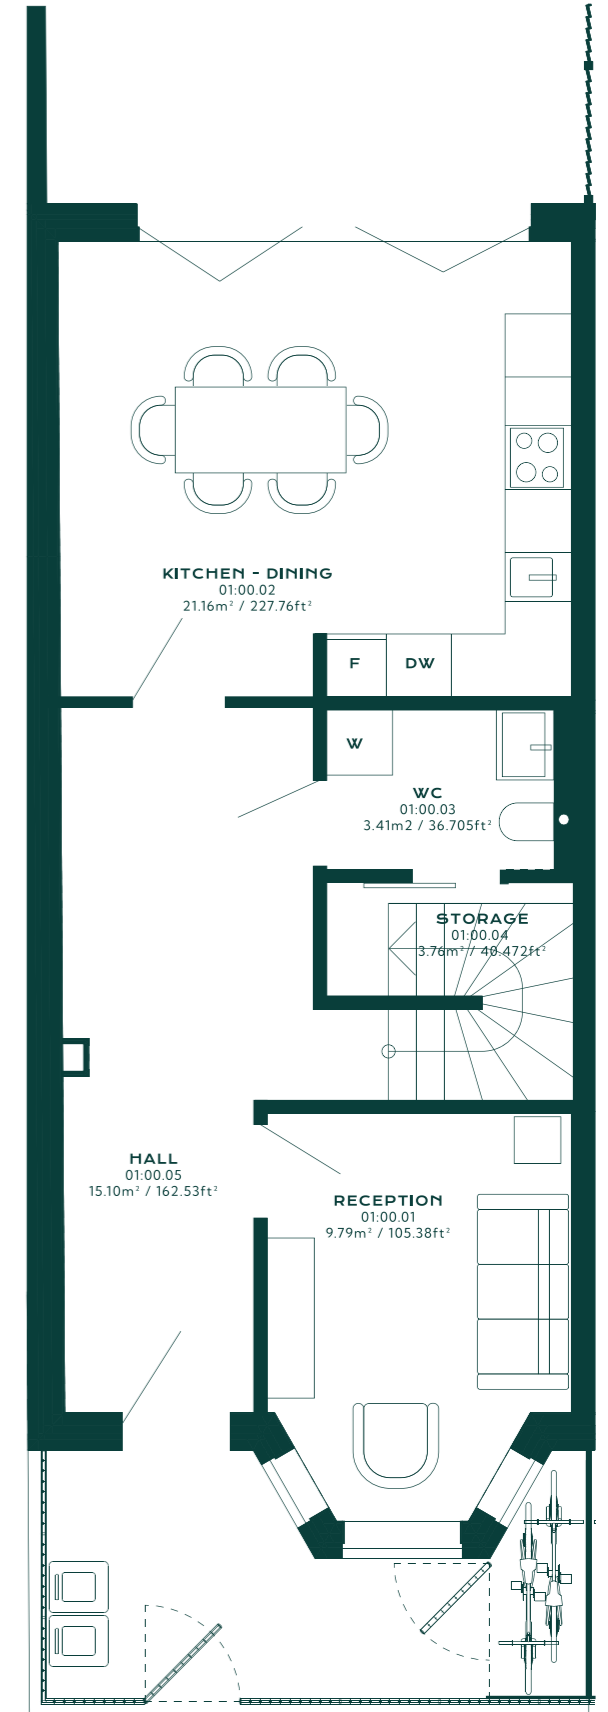 KITCHEN - DINING
01:00.02
21.16m² / 227.76ft²
F
DW
W
WC
01:00.03
3.41m2 / 36.705ft²
STORAGE
01:00.04
3.76m² / 40.472ft²
HALL
01:00.05
15.10m² / 162.53ft²
RECEPTION
01:00.01
9.79m² / 105.38ft²